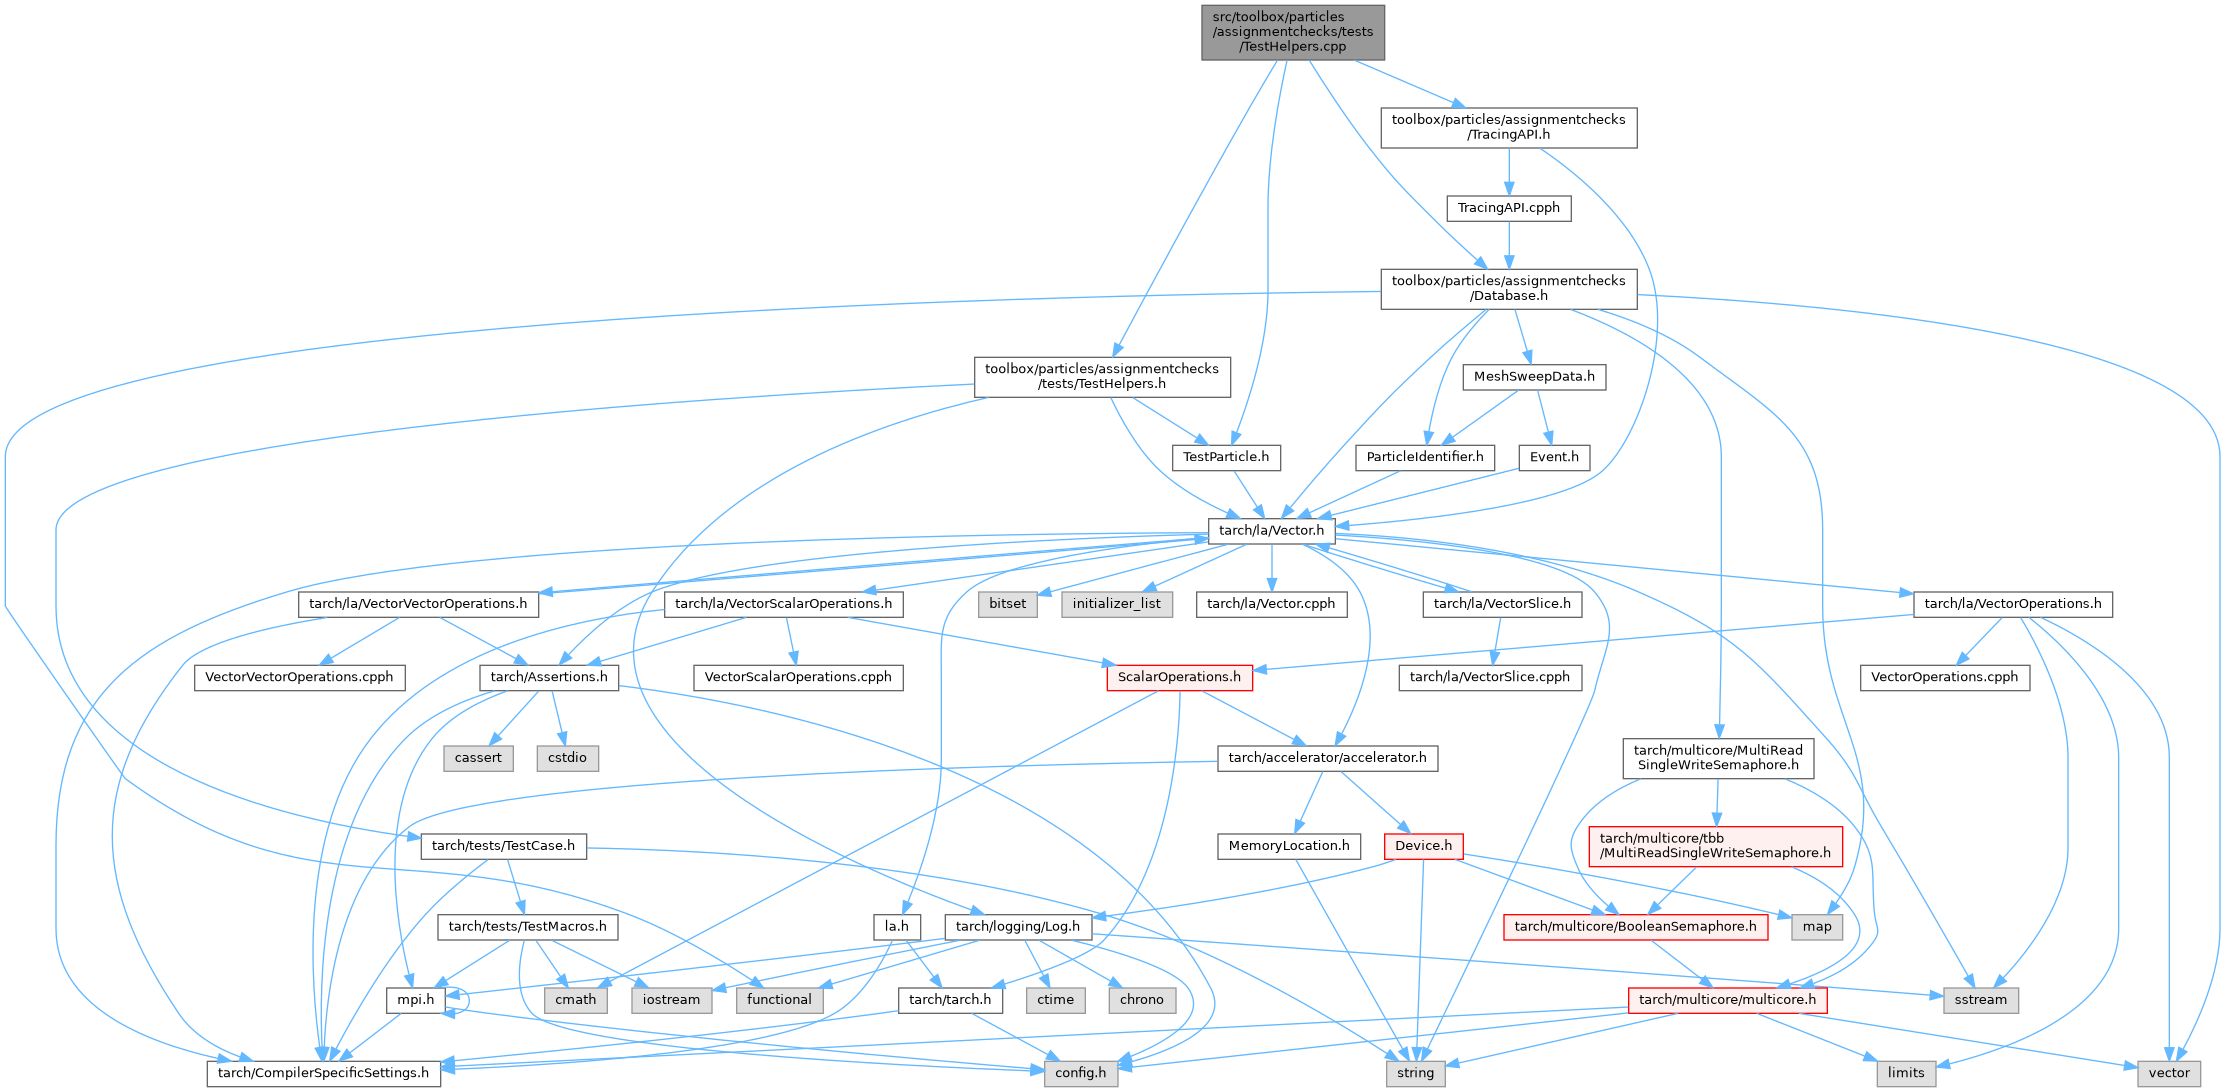 src/toolbox/particles
/assignmentchecks/tests
/TestHelpers.cpp
toolbox/particles/assignmentchecks
/TracingAPI.h
TracingAPI.cpph
toolbox/particles/assignmentchecks
/Database.h
toolbox/particles/assignmentchecks
/tests/TestHelpers.h
MeshSweepData.h
TestParticle.h
ParticleIdentifier.h
Event.h
tarch/la/Vector.h
tarch/la/VectorVectorOperations.h
tarch/la/VectorScalarOperations.h
bitset
initializer_list
tarch/la/Vector.cpph
tarch/la/VectorSlice.h
tarch/la/VectorOperations.h
VectorVectorOperations.cpph
tarch/Assertions.h
VectorScalarOperations.cpph
ScalarOperations.h
tarch/la/VectorSlice.cpph
VectorOperations.cpph
cassert
cstdio
tarch/accelerator/accelerator.h
tarch/multicore/MultiRead
SingleWriteSemaphore.h
tarch/tests/TestCase.h
MemoryLocation.h
Device.h
tarch/multicore/tbb
/MultiReadSingleWriteSemaphore.h
tarch/tests/TestMacros.h
la.h
tarch/logging/Log.h
tarch/multicore/BooleanSemaphore.h
map
mpi.h
cmath
iostream
functional
tarch/tarch.h
ctime
chrono
tarch/multicore/multicore.h
sstream
tarch/CompilerSpecificSettings.h
config.h
string
limits
vector